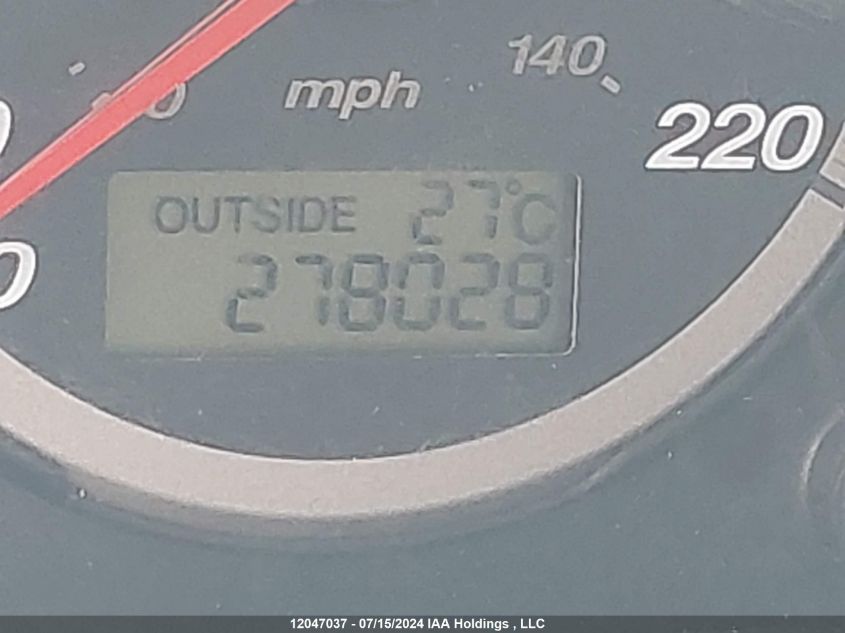 140
mph
220
OUTSIDE 27°C
278028
12047037 - 07/15/2024 IAA Holdings , LLC